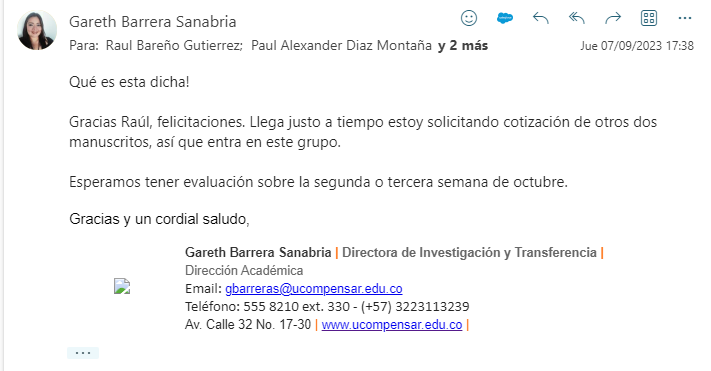 Gareth Barrera Sanabria
Para: Raul Bareño Gutierrez; Paul Alexander Diaz Montaña y 2 más
Jue 07/09/2023 17:38
Qué es esta dicha!
Gracias Raúl, felicitaciones. Llega justo a tiempo estoy solicitando cotización de otros dos
manuscritos, así que entra en este grupo.
Esperamos tener evaluación sobre la segunda o tercera semana de octubre.
Gracias y un cordial saludo,
Gareth Barrera Sanabria | Directora de Investigación y Transferencia |
Dirección Académica
Email: gbarreras@ucompensar.edu.co
Teléfono: 555 8210 ext. 330 - (+57) 3223113239
Av. Calle 32 No. 17-30 | www.ucompensar.edu.co |